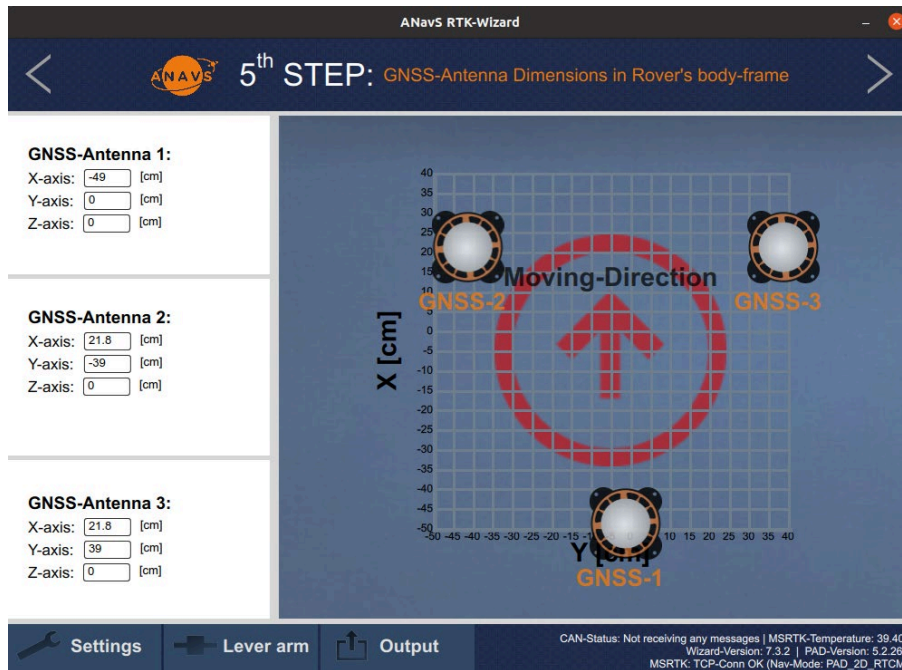 ANavS RTK-Wizard
ANAVS
5th STEP: GNSS-Antenna Dimensions in Rover's body-frame
GNSS-Antenna 1:
X-axis: -49 [cm]
Y-axis: 0 [cm]
Z-axis: 0 [cm]
GNSS-Antenna 2:
X-axis: 21.8 [cm]
Y-axis: -39 [cm]
Z-axis: 0 [cm]
GNSS-Antenna 3:
X-axis: 21.8 [cm]
Y-axis: 39 [cm]
Z-axis: 0 [cm]
X [cm]
40
35
30
25
20
15
10
5
0
-5
-10
-15
-20
-25
-30
-35
-40
-45
-50
Moving-Direction
GNSS-2
GNSS-3
-50 -45 -40 -35 -30 -25 -20 -15 10 15 20 25 30 35 40
Y [cm]
GNSS-1
Settings
Lever arm
Output
CAN-Status: Not receiving any messages | MSRTK-Temperature: 39.40
Wizard-Version: 7.3.2 | PAD-Version: 5.2.26
MSRTK: TCP-Conn OK (Nav-Mode: PAD_2D_RTCM